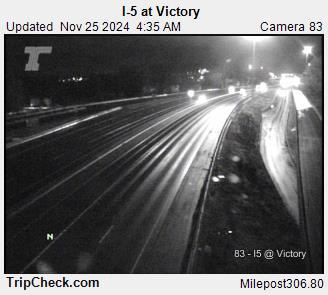 I-5 at Victory
Updated Nov 25 2024 4:35 AM Camera 83
T
N
83 - I5 @ Victory
TripCheck.com Milepost306.80